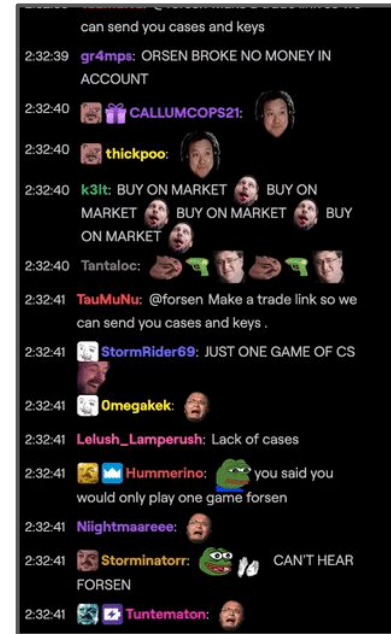 can send you cases and keys
2:32:39 gr4mps: ORSEN BROKE NO MONEY IN
ACCOUNT
2:32:40 CALLUMCOPS21:
2:32:40 thickpoo:
2:32:40 k3it: BUY ON MARKET BUY ON
MARKET BUY ON MARKET BUY
ON MARKET
2:32:40 Tantaloc:
2:32:41 TauMuNu: @forsen Make a trade link so we
can send you cases and keys .
2:32:41 StormRider69: JUST ONE GAME OF CS
2:32:41 0megakek:
2:32:41 Lelush_Lamperush: Lack of cases
2:32:41 Hummerino: you said you
would only play one game forsen
2:32:41 Niightmaareee:
2:32:41 Storminatorr: CAN'T HEAR
FORSEN
2:32:41 Tuntematon: